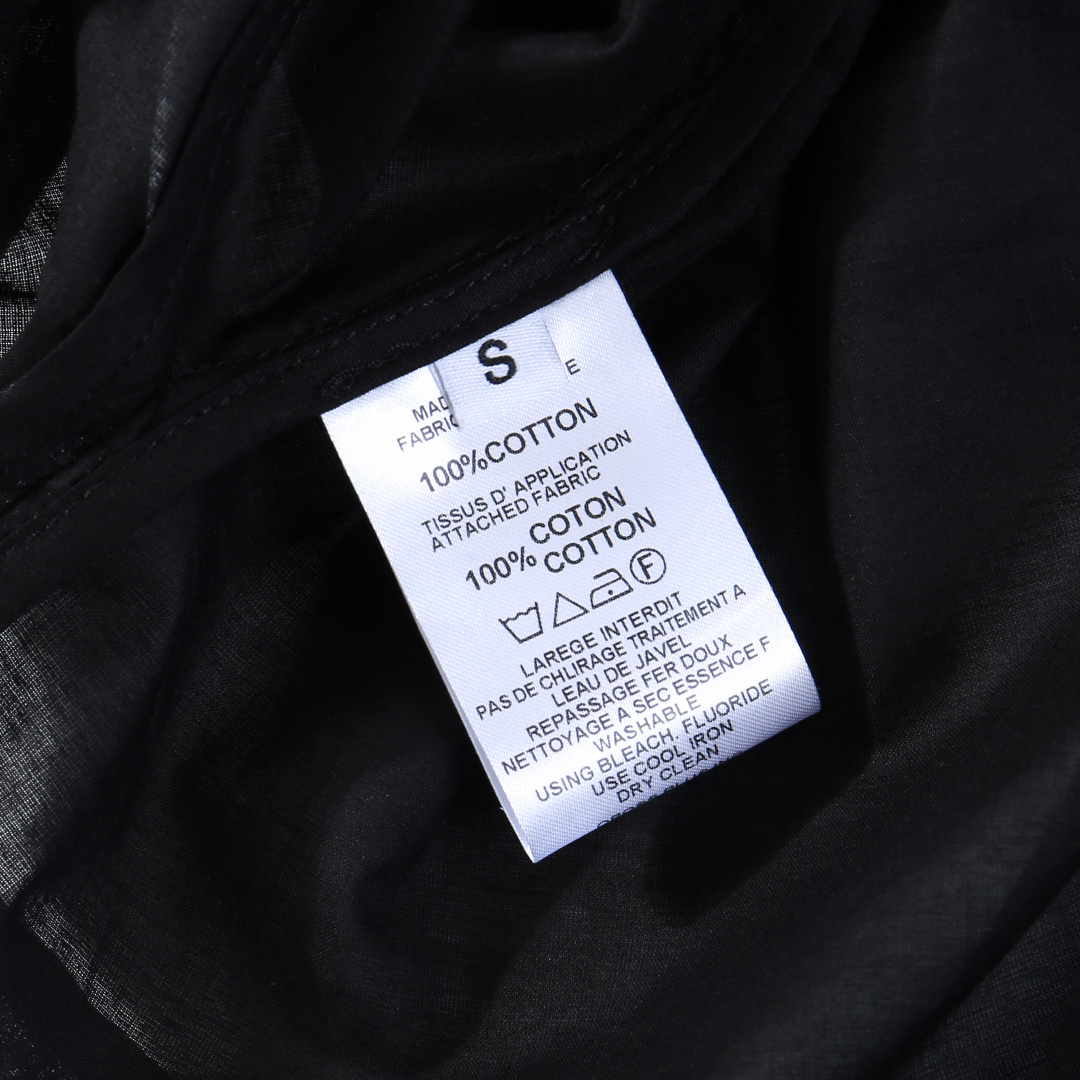 S
E
MAD
FABRIC
100%COTTON
TISSUS D' APPLICATION
ATTACHED FABRIC
100% COTON
COTTON
F
LAREGE INTERDIT
PAS DE CHLIRAGE TRAITEMENT A
LEAU DE JAVEL
REPASSAGE FER DOUX
NETTOYAGE A SEC ESSENCE F
WASHABLE
USING BLEACH, FLUORIDE
USE COOL IRON
DRY CLEAN